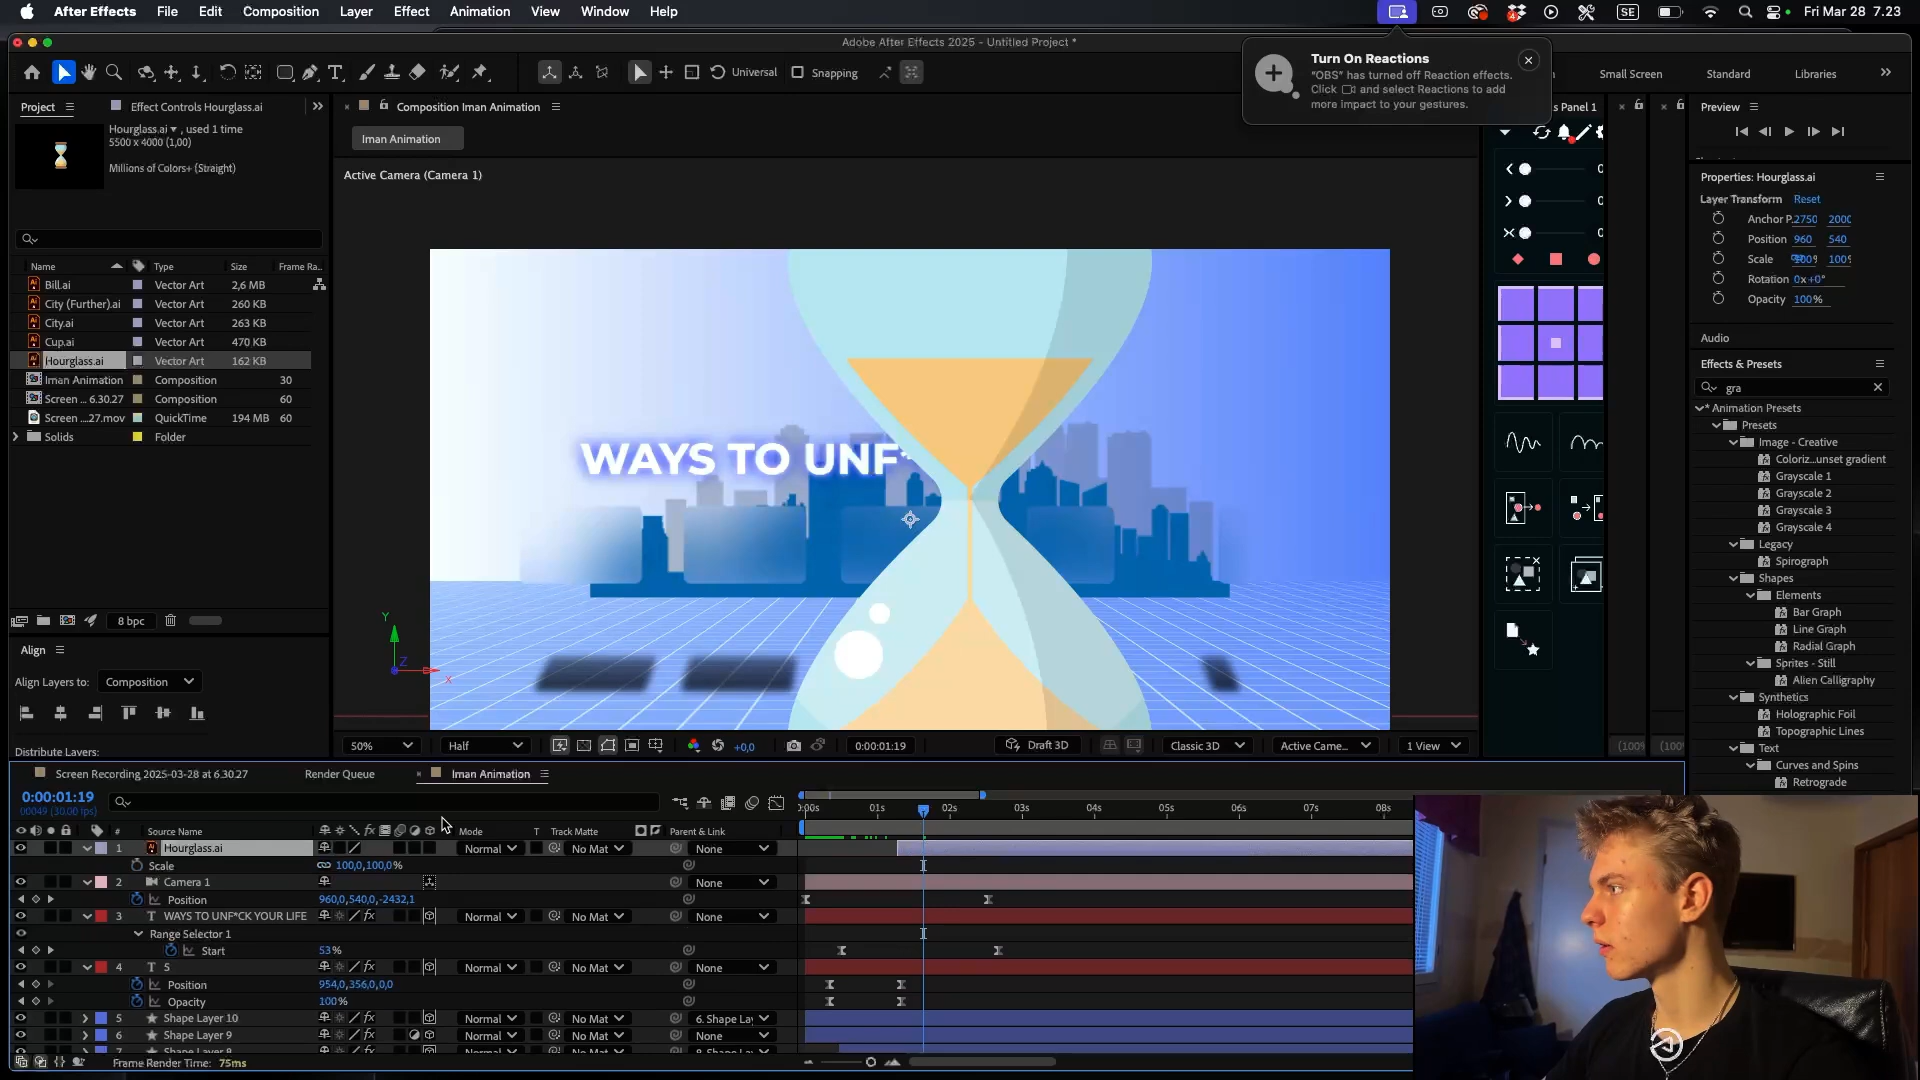 After Effects File Edit Composition Layer Effect Animation View Window Help
Fri Mar 28 7.23
Adobe After Effects 2025 - Untitled Project *
Universal Snapping
Small Screen Standard Libraries
Turn On Reactions
"OBS" has turned off Reaction effects.
Click and select Reactions to add
more impact to your gestures.
Project
Effect Controls Hourglass.ai
Hourglass.ai , used 1 time
5500 x 4000 (1,00)
Millions of Colors+ (Straight)
Name Type Size Frame Ra..
Bill.ai Vector Art 2,6 MB
City (Further).ai Vector Art 260 KB
City.ai Vector Art 263 KB
Cup.ai Vector Art 470 KB
Hourglass.ai Vector Art 162 KB
Iman Animation Composition 30
Screen ... 6.30.27 Composition 60
Screen ....27.mov QuickTime 194 MB 60
Solids Folder
8 bpc
Align
Align Layers to: Composition
Distribute Layers:
Composition Iman Animation
Iman Animation
Active Camera (Camera 1)
WAYS TO UNF*
Y
Z
X
50% Half +0,0 0:00:01:19 Draft 3D Classic 3D Active Came... 1 View
s Panel 1
(100%
(100
Preview
Properties: Hourglass.ai
Layer Transform Reset
Anchor P. 2750 2000
Position 960 540
Scale 100% 100%
Rotation 0x+0°
Opacity 100%
Audio
Effects & Presets
gra
* Animation Presets
Presets
Image - Creative
Coloriz...unset gradient
Grayscale 1
Grayscale 2
Grayscale 3
Grayscale 4
Legacy
Spirograph
Shapes
Elements
Bar Graph
Line Graph
Radial Graph
Sprites - Still
Alien Calligraphy
Synthetics
Holographic Foil
Topographic Lines
Text
Curves and Spins
Retrograde
Screen Recording 2025-03-28 at 6.30.27 Render Queue Iman Animation
0:00:01:19
00049 (30.00 fps)
:00s 01s 02s 03s 04s 05s 06s 07s 08s
# Source Name Mode T Track Matte Parent & Link
1 Hourglass.ai Normal No Mat None
Scale 100,0,100,0%
2 Camera 1 None
Position 960,0,540,0,-2432,1
3 T WAYS TO UNF*CK YOUR LIFE Normal No Mat None
Range Selector 1
Start 53%
4 T 5 Normal No Mat None
Position 954,0,356,0,0,0
Opacity 100%
5 Shape Layer 10 Normal No Mat 6. Shape La
6 Shape Layer 9 Normal No Mat None
7 Shape Layer 8
Frame Render Time: 75ms